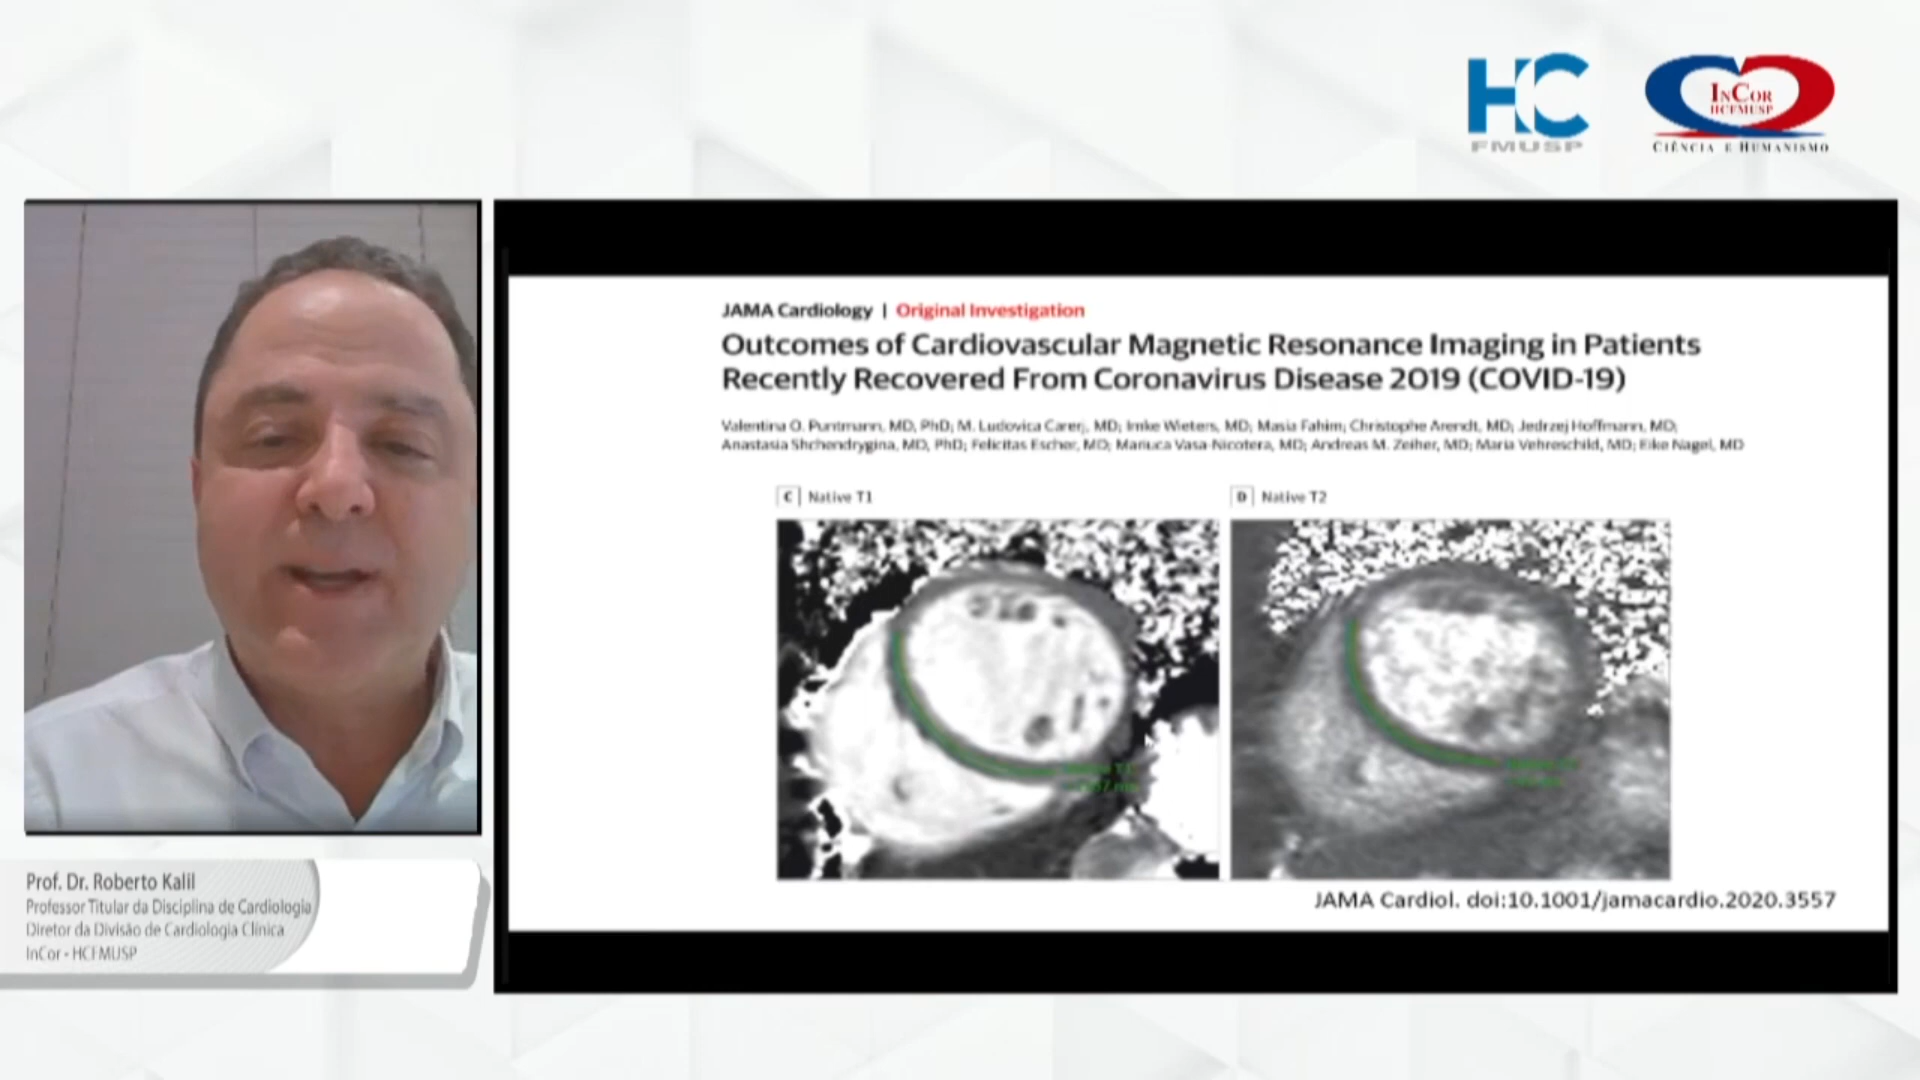 HC
FMUSP
INCOR
HCFMUSP
CIÊNCIA E HUMANISMO
JAMA Cardiology | Original Investigation
Outcomes of Cardiovascular Magnetic Resonance Imaging in Patients
Recently Recovered From Coronavirus Disease 2019 (COVID-19)
Valentina O. Puntmann, MD, PhD; M. Ludovica Carerj, MD; Imke Wieters, MD; Masia Fahim; Christophe Arendt, MD; Jedrzej Hoffmann, MD;
Anastasia Shchendrygina, MD, PhD; Felicitas Escher, MD; Mariuca Vasa-Nicotera, MD; Andreas M. Zeiher, MD; Maria Vehreschild, MD; Eike Nagel, MD
C Native T1
D Native T2
JAMA Cardiol. doi:10.1001/jamacardio.2020.3557
Prof. Dr. Roberto Kalil
Professor Titular da Disciplina de Cardiologia
Diretor da Divisão de Cardiologia Clínica
InCor - HCFMUSP